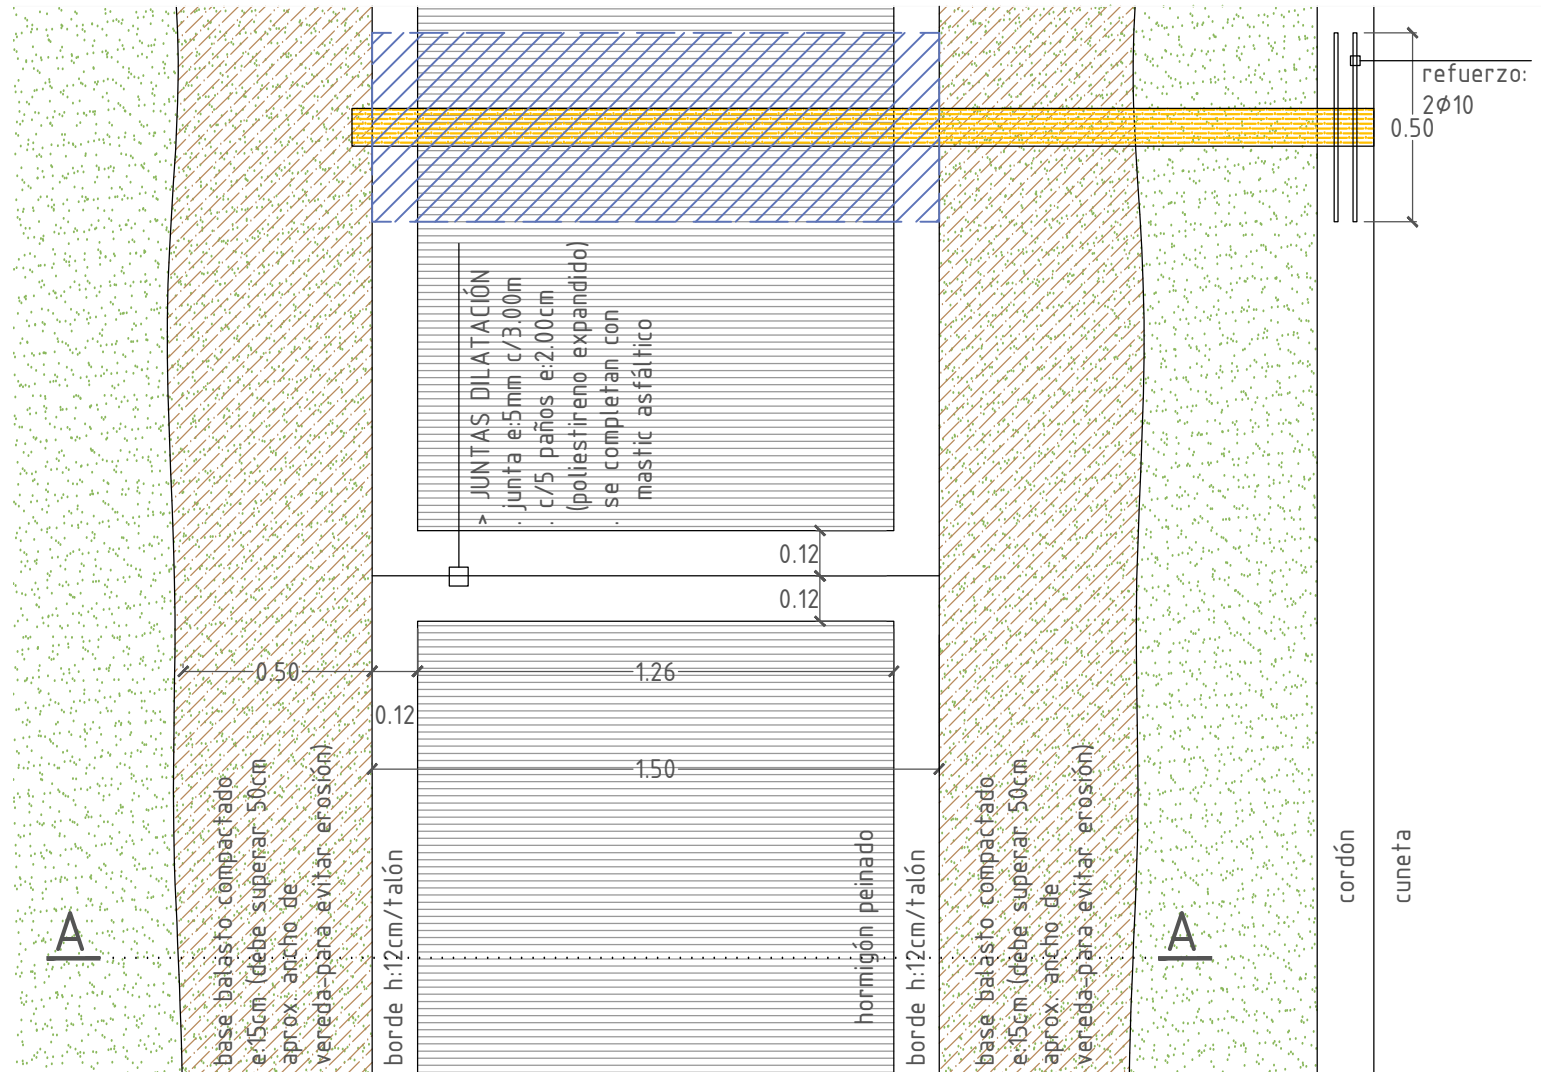 refuerzo:
2Ø10
0.50
> JUNTAS DILATACIÓN
. junta e:5mm c/3.00m
. c/5 paños e:2.00cm
(poliestireno expandido)
. se completan con
mastic asfáltico
0.12
0.12
0.50
1.26
0.12
1.50
base balasto compactado
e:15cm (debe superar 50cm
aprox. ancho de
vereda-para evitar erosión)
borde h:12cm/talón
hormigón peinado
borde h:12cm/talón
base balasto compactado
e:15cm (debe superar 50cm
aprox. ancho de
vereda-para evitar erosión)
cordón
cuneta
A
A